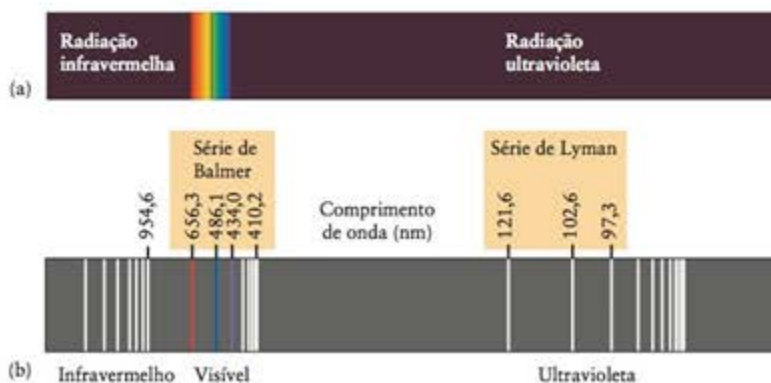 Radiação
infravermelha
Radiação
ultravioleta
(a)
Série de
Balmer
Série de Lyman
954,6
656,3
486,1
434,0
410,2
Comprimento
de onda (nm)
121,6
102,6
97,3
(b)
Infravermelho
Visível
Ultravioleta